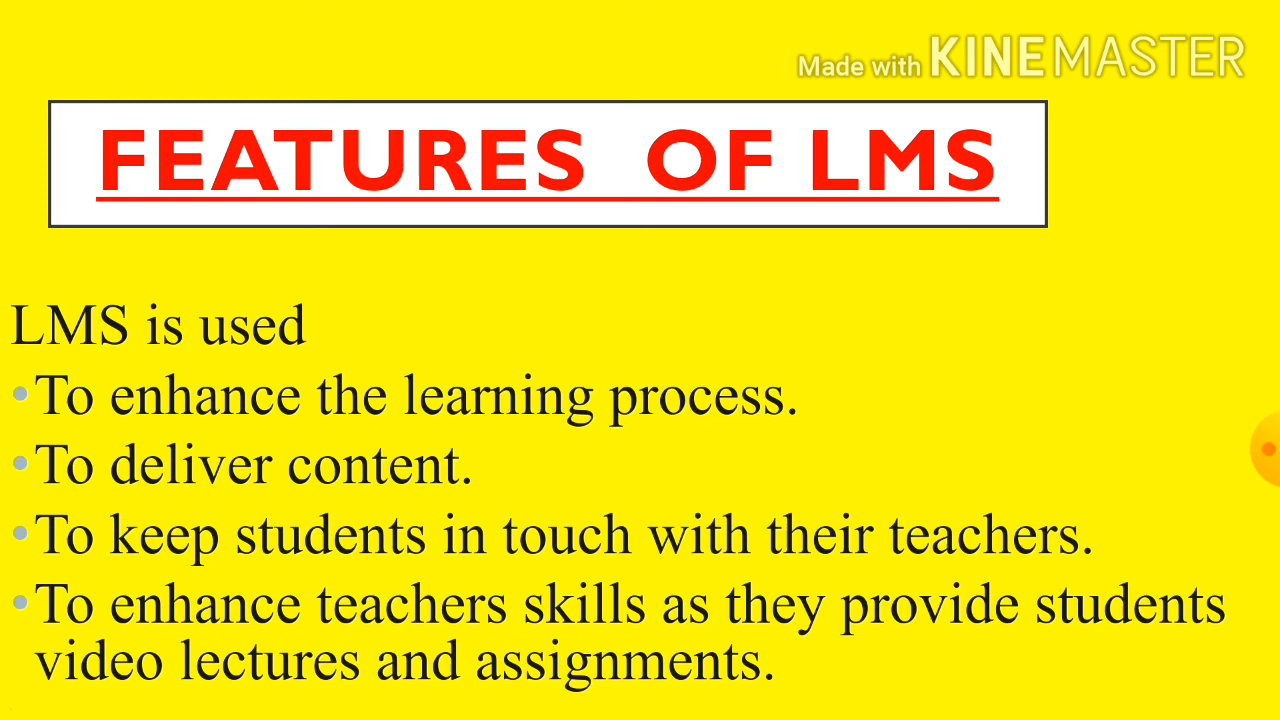 Made with KINEMASTER
FEATURES OF LMS
LMS is used
•To enhance the learning process.
•To deliver content.
•To keep students in touch with their teachers.
•To enhance teachers skills as they provide students
video lectures and assignments.